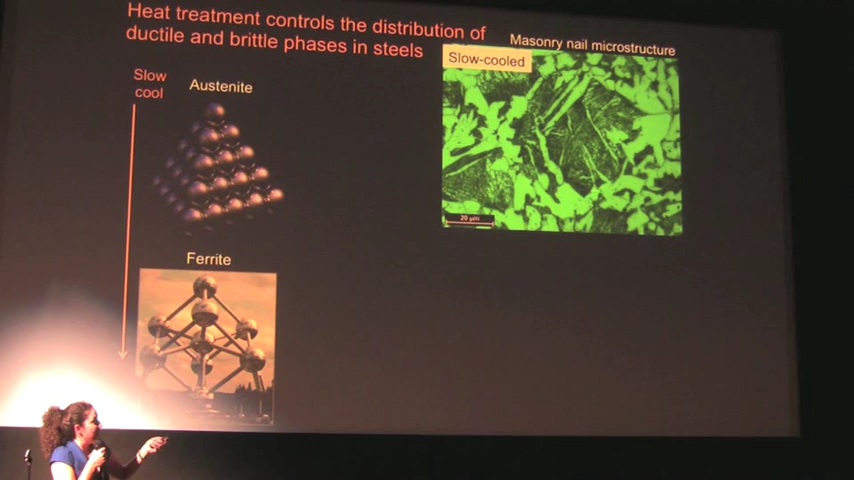 Heat treatment controls the distribution of
ductile and brittle phases in steels
Masonry nail microstructure
Slow-cooled
Slow
cool
Austenite
20 µm
Ferrite